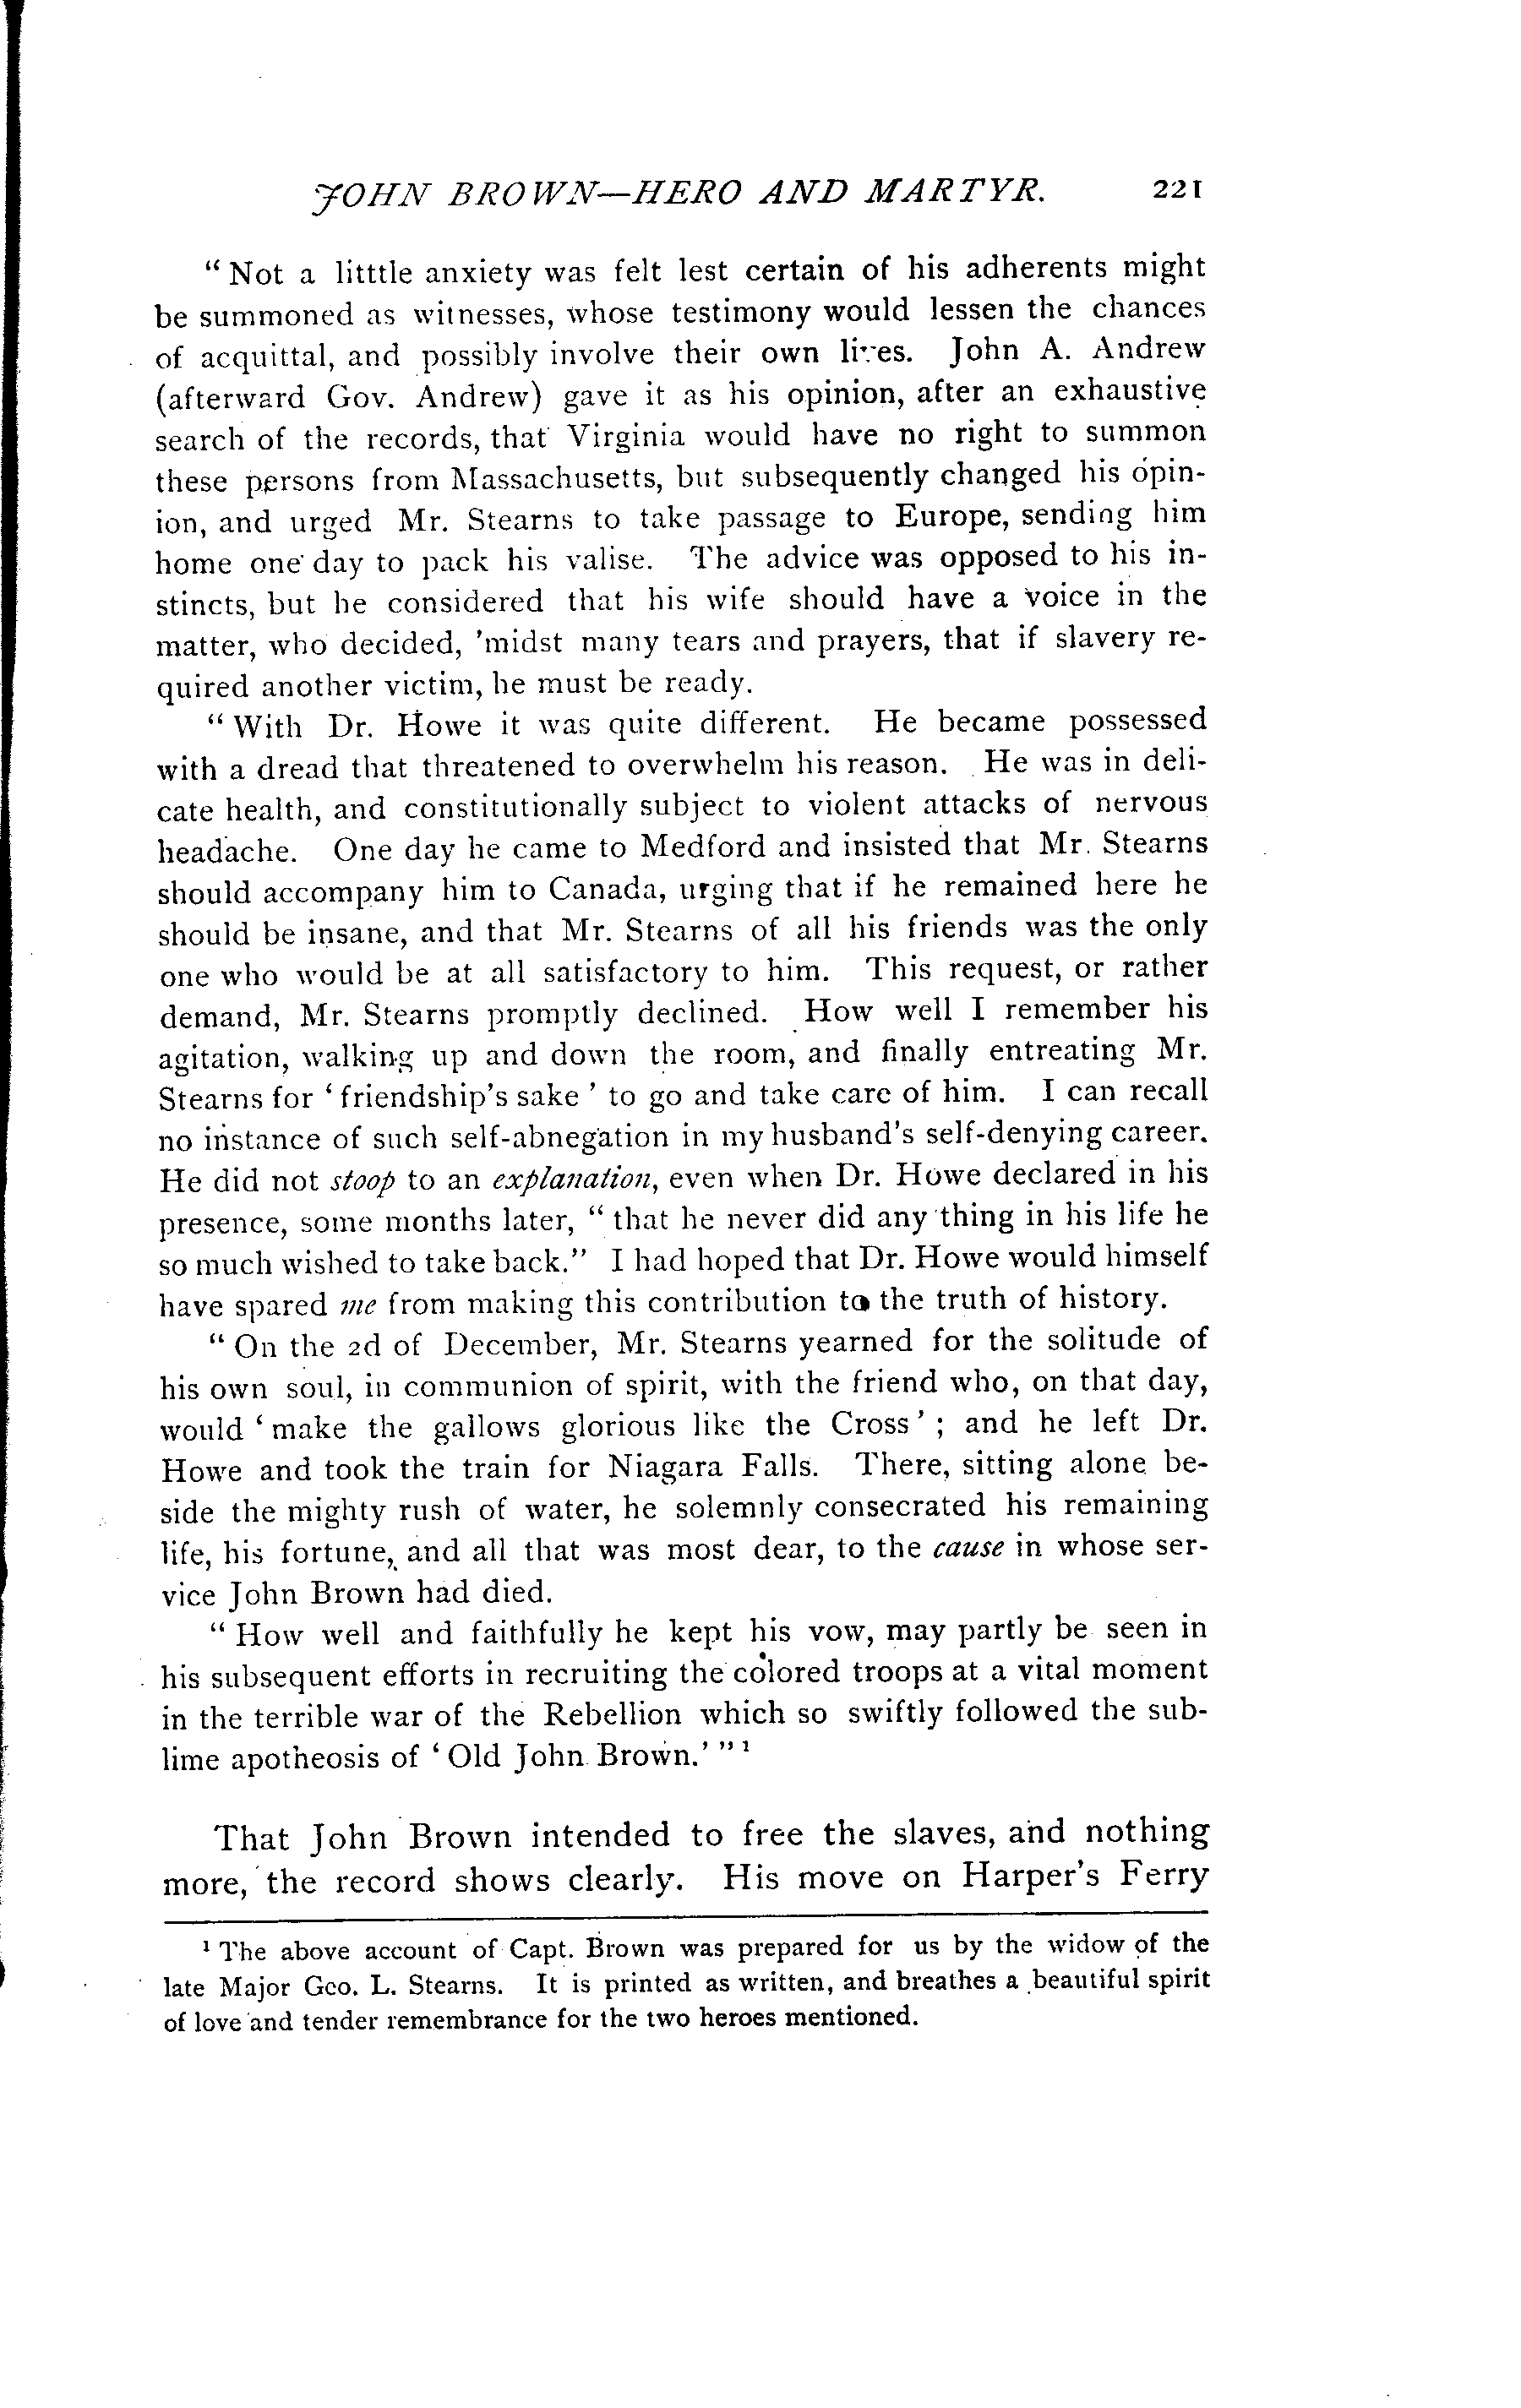 JOHN BROWN—HERO AND MARTYR. 221
“Not a litttle anxiety was felt lest certain of his adherents might
be summoned as witnesses, whose testimony would lessen the chances
of acquittal, and possibly involve their own lives. John A. Andrew
(afterward Gov. Andrew) gave it as his opinion, after an exhaustive
search of the records, that Virginia would have no right to summon
these persons from Massachusetts, but subsequently changed his opin-
ion, and urged Mr. Stearns to take passage to Europe, sending him
home one day to pack his valise. The advice was opposed to his in-
stincts, but he considered that his wife should have a voice in the
matter, who decided, ’midst many tears and prayers, that if slavery re-
quired another victim, he must be ready.
“With Dr. Howe it was quite different. He became possessed
with a dread that threatened to overwhelm his reason. He was in deli-
cate health, and constitutionally subject to violent attacks of nervous
headache. One day he came to Medford and insisted that Mr. Stearns
should accompany him to Canada, urging that if he remained here he
should be insane, and that Mr. Stearns of all his friends was the only
one who would be at all satisfactory to him. This request, or rather
demand, Mr. Stearns promptly declined. How well I remember his
agitation, walking up and down the room, and finally entreating Mr.
Stearns for ‘friendship’s sake’ to go and take care of him. I can recall
no instance of such self-abnegation in my husband’s self-denying career.
He did not stoop to an explanation, even when Dr. Howe declared in his
presence, some months later, “that he never did any thing in his life he
so much wished to take back.” I had hoped that Dr. Howe would himself
have spared me from making this contribution to the truth of history.
“On the 2d of December, Mr. Stearns yearned for the solitude of
his own soul, in communion of spirit, with the friend who, on that day,
would ‘make the gallows glorious like the Cross’; and he left Dr.
Howe and took the train for Niagara Falls. There, sitting alone be-
side the mighty rush of water, he solemnly consecrated his remaining
life, his fortune, and all that was most dear, to the cause in whose ser-
vice John Brown had died.
“How well and faithfully he kept his vow, may partly be seen in
his subsequent efforts in recruiting the colored troops at a vital moment
in the terrible war of the Rebellion which so swiftly followed the sub-
lime apotheosis of ‘Old John Brown.’”¹
That John Brown intended to free the slaves, and nothing
more, the record shows clearly. His move on Harper’s Ferry
¹ The above account of Capt. Brown was prepared for us by the widow of the
late Major Geo. L. Stearns. It is printed as written, and breathes a beautiful spirit
of love and tender remembrance for the two heroes mentioned.